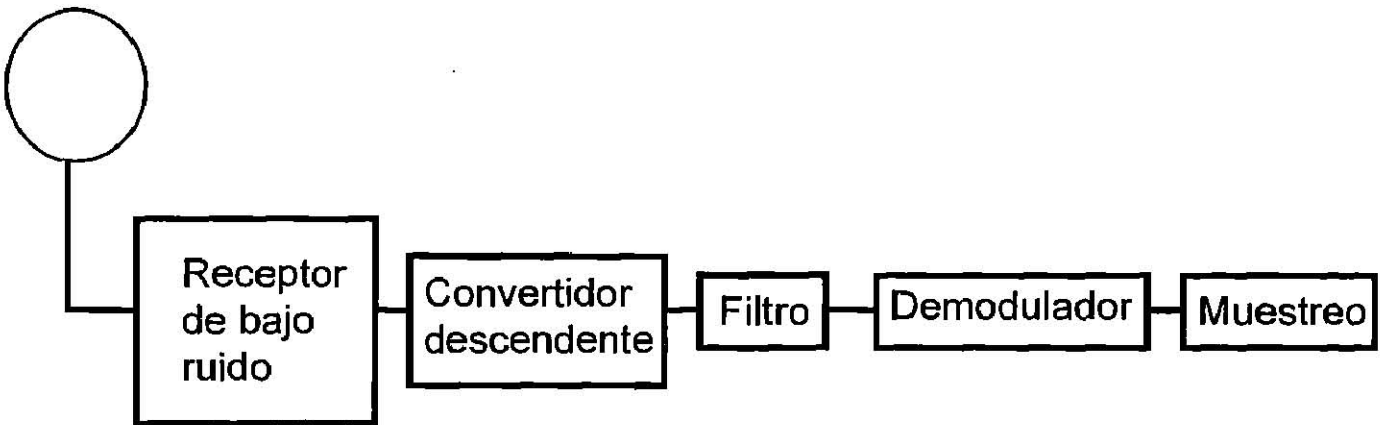 Receptor
de bajo
ruido
Convertidor
descendente
Filtro
Demodulador
Muestreo